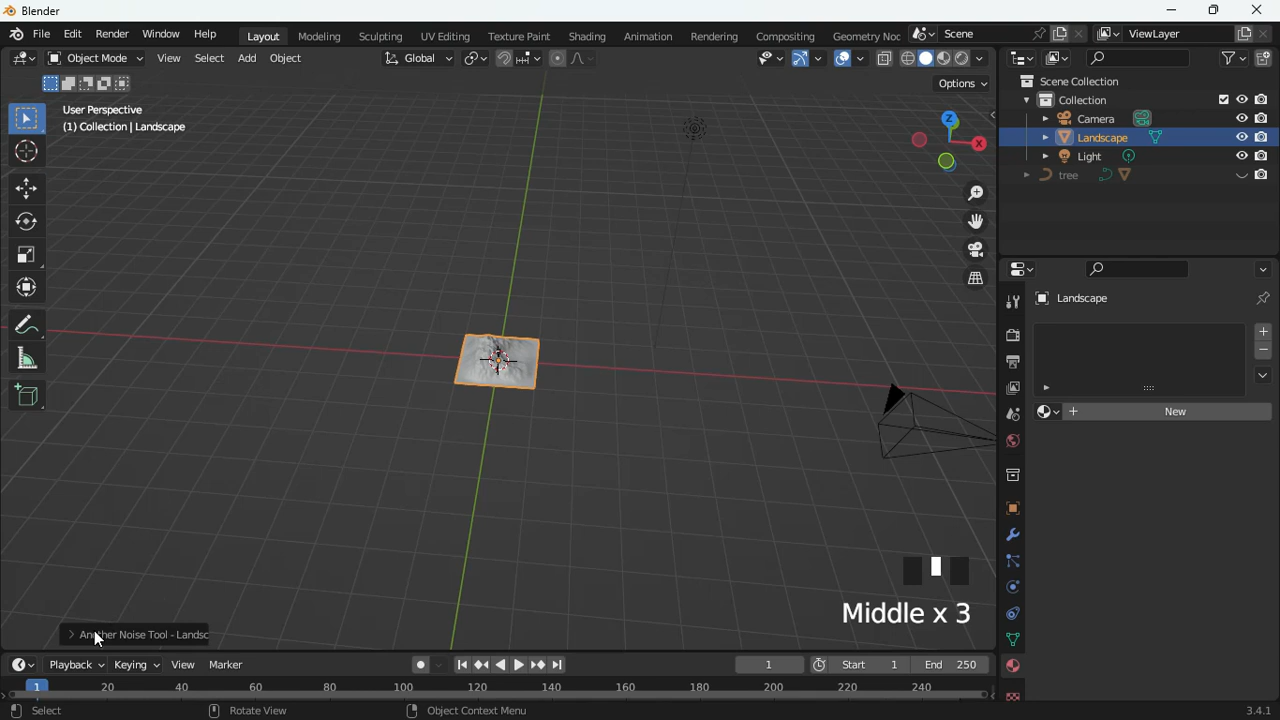 Blender
File Edit Render Window Help
Layout Modeling Sculpting UV Editing Texture Paint Shading Animation Rendering Compositing Geometry Noc
Scene
ViewLayer
Object Mode View Select Add Object
Global
Options
User Perspective
(1) Collection | Landscape
Z
X
Scene Collection
Collection
Camera
Landscape
Light
tree
Landscape
New
Middle x 3
Another Noise Tool - Landsc
Playback Keying View Marker
1
Start 1
End 250
1 20 40 60 80 100 120 140 160 180 200 220 240
Select
Rotate View
Object Context Menu
3.4.1